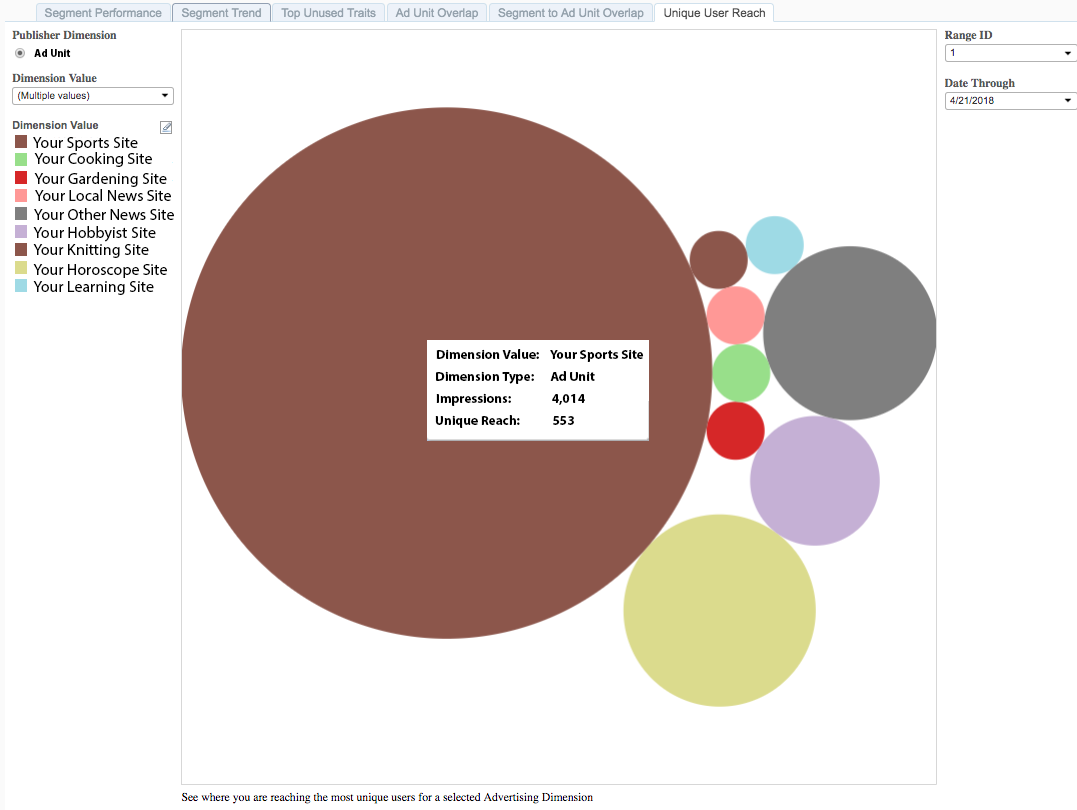 Segment Performance Segment Trend Top Unused Traits Ad Unit Overlap Segment to Ad Unit Overlap Unique User Reach
Publisher Dimension
Ad Unit
Dimension Value
(Multiple values)
Dimension Value
Your Sports Site
Your Cooking Site
Your Gardening Site
Your Local News Site
Your Other News Site
Your Hobbyist Site
Your Knitting Site
Your Horoscope Site
Your Learning Site
Dimension Value: Your Sports Site
Dimension Type: Ad Unit
Impressions: 4,014
Unique Reach: 553
Range ID
1
Date Through
4/21/2018
See where you are reaching the most unique users for a selected Advertising Dimension